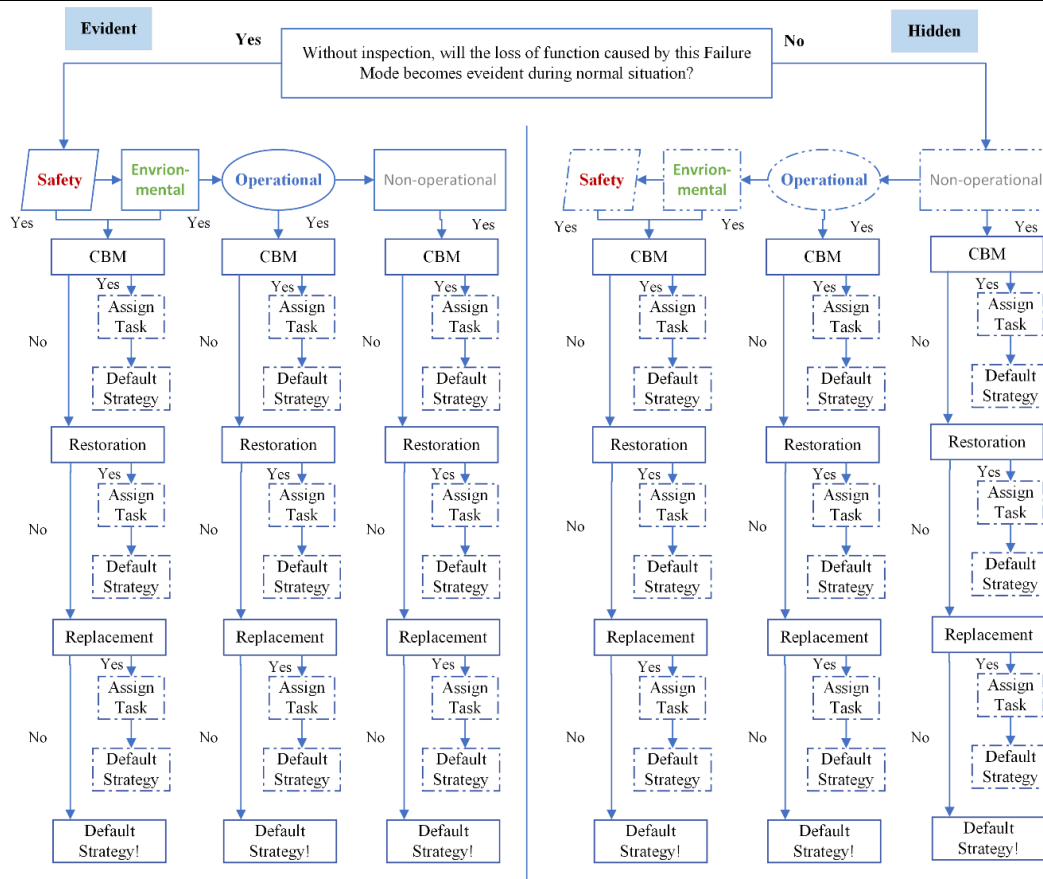 Evident
Yes
Without inspection, will the loss of function caused by this Failure
Mode becomes eveident during normal situation?
No
Hidden
Safety
Envrion-
mental
Operational
Non-operational
Safety
Envrion-
mental
Operational
Non-operational
Yes
Yes
Yes
Yes
Yes
Yes
Yes
Yes
CBM
CBM
CBM
CBM
CBM
CBM
Yes
Yes
Yes
Yes
Yes
Yes
Assign
Task
Assign
Task
Assign
Task
Assign
Task
Assign
Task
Assign
Task
No
No
No
No
No
No
Default
Strategy
Default
Strategy
Default
Strategy
Default
Strategy
Default
Strategy
Default
Strategy
Restoration
Restoration
Restoration
Restoration
Restoration
Restoration
Yes
Yes
Yes
Yes
Yes
Yes
Assign
Task
Assign
Task
Assign
Task
Assign
Task
Assign
Task
Assign
Task
No
No
No
No
No
No
Default
Strategy
Default
Strategy
Default
Strategy
Default
Strategy
Default
Strategy
Default
Strategy
Replacement
Replacement
Replacement
Replacement
Replacement
Replacement
Yes
Yes
Yes
Yes
Yes
Yes
Assign
Task
Assign
Task
Assign
Task
Assign
Task
Assign
Task
Assign
Task
No
No
No
No
No
No
Default
Strategy
Default
Strategy
Default
Strategy
Default
Strategy
Default
Strategy
Default
Strategy
Default
Strategy!
Default
Strategy!
Default
Strategy!
Default
Strategy!
Default
Strategy!
Default
Strategy!